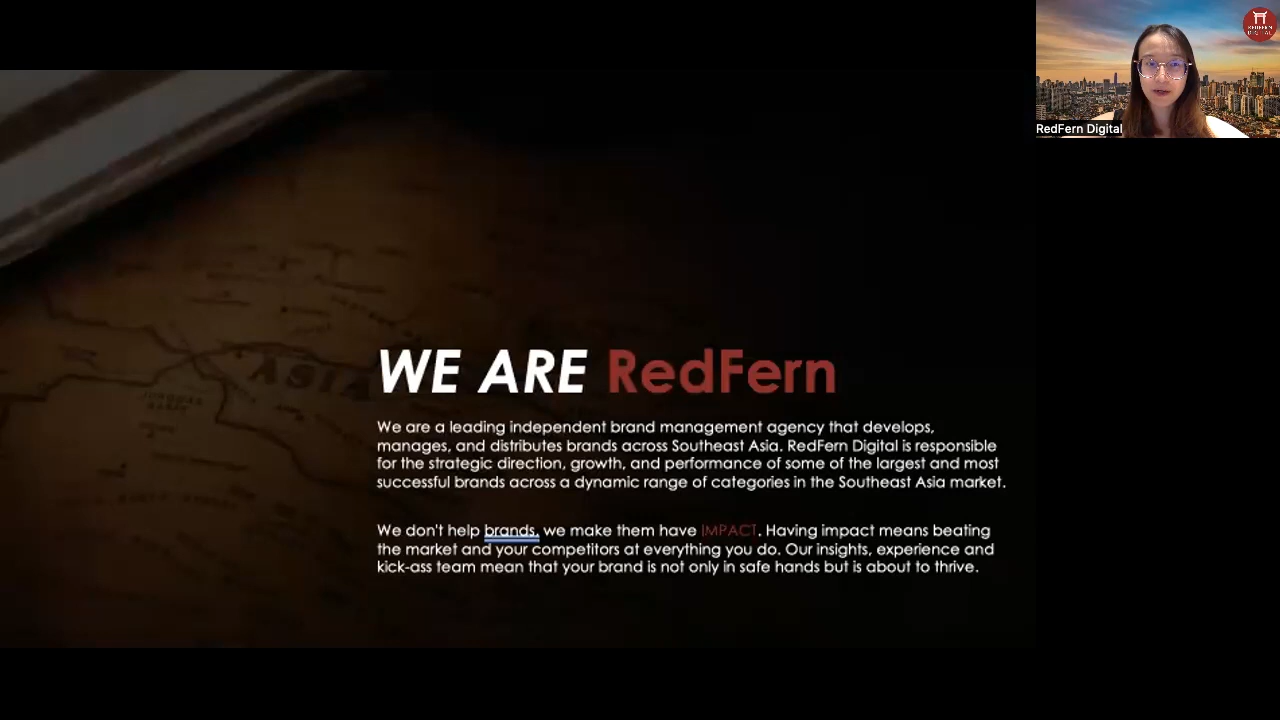 REDFERN
DIGITAL
RedFern Digital
ASIA
WE ARE RedFern
We are a leading independent brand management agency that develops,
manages, and distributes brands across Southeast Asia. RedFern Digital is responsible
for the strategic direction, growth, and performance of some of the largest and most
successful brands across a dynamic range of categories in the Southeast Asia market.
We don't help brands, we make them have IMPACT. Having impact means beating
the market and your competitors at everything you do. Our insights, experience and
kick-ass team mean that your brand is not only in safe hands but is about to thrive.